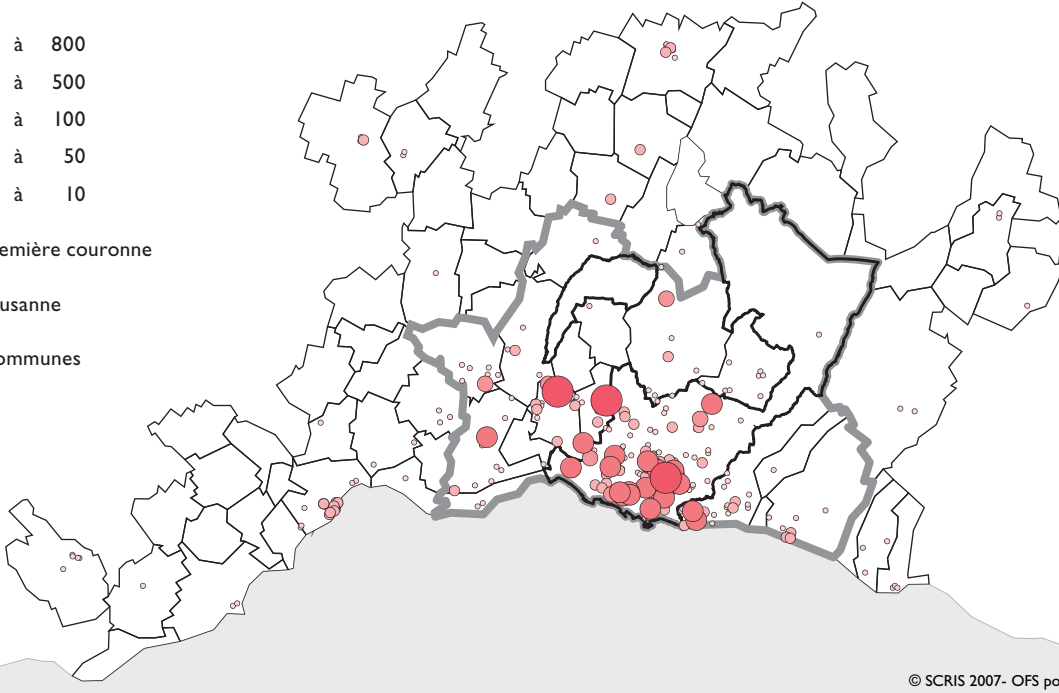 à 800
à 500
à 100
à 50
à 10
emière couronne
usanne
ommunes
© SCRIS 2007- OFS po